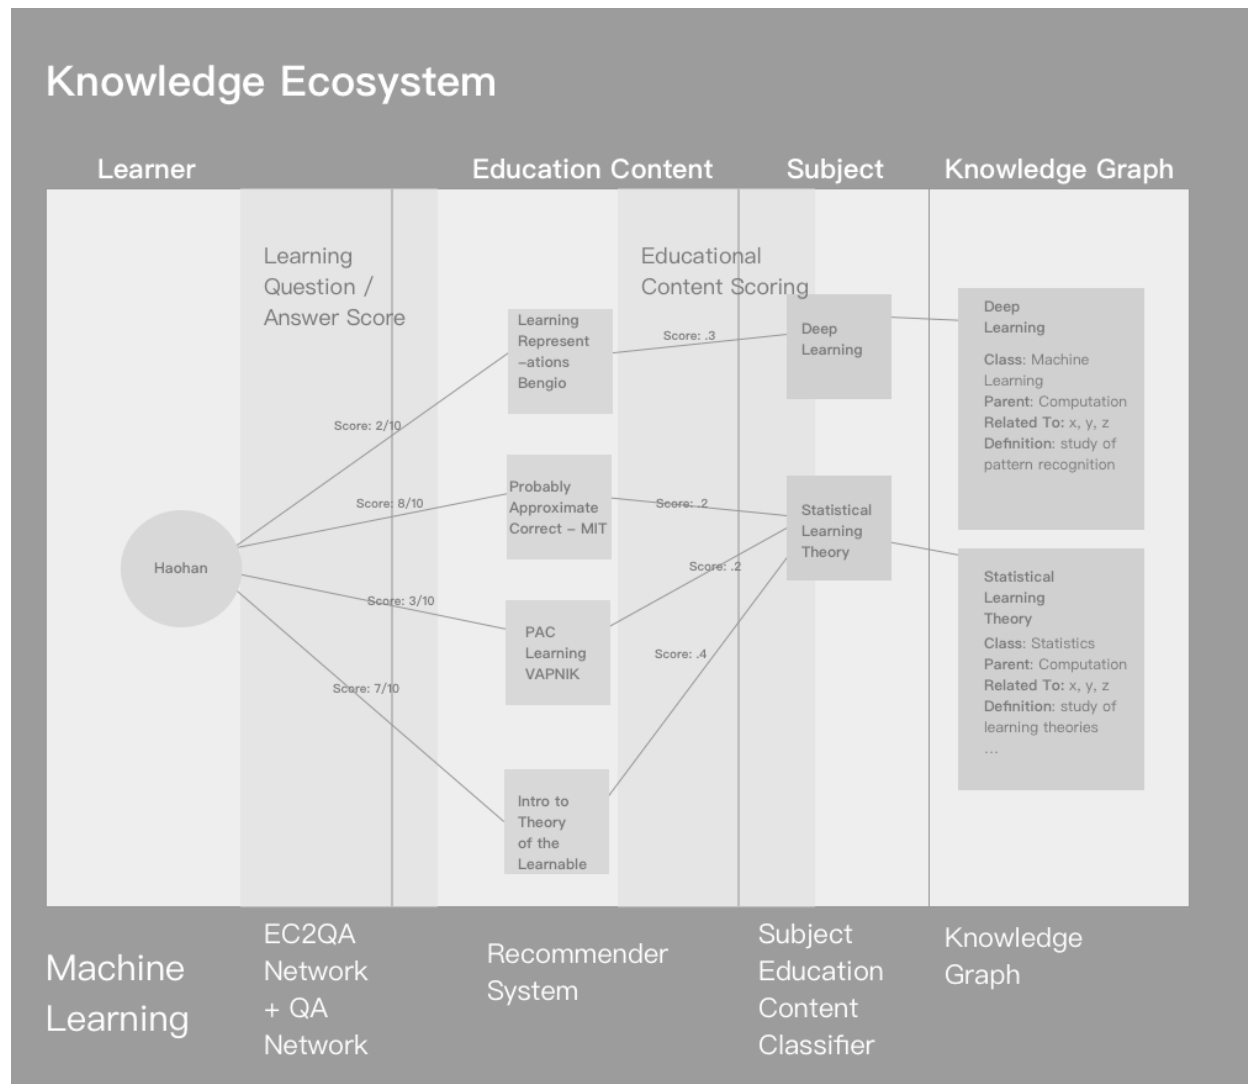 Knowledge Ecosystem
Learner
Education Content
Subject
Knowledge Graph
Learning
Question /
Answer Score
Educational
Content Scoring
Learning
Represent
-ations
Bengio
Score: .3
Deep
Learning
Deep
Learning
Class: Machine
Learning
Parent: Computation
Related To: x, y, z
Definition: study of
pattern recognition
Score: 2/10
Score: 8/10
Probably
Approximate
Correct – MIT
Score: .2
Statistical
Learning
Theory
Haohan
Score: .2
Score: 3/10
PAC
Learning
VAPNIK
Score: .4
Score: 7/10
Statistical
Learning
Theory
Class: Statistics
Parent: Computation
Related To: x, y, z
Definition: study of
learning theories
...
Intro to
Theory
of the
Learnable
Machine
Learning
EC2QA
Network
+ QA
Network
Recommender
System
Subject
Education
Content
Classifier
Knowledge
Graph